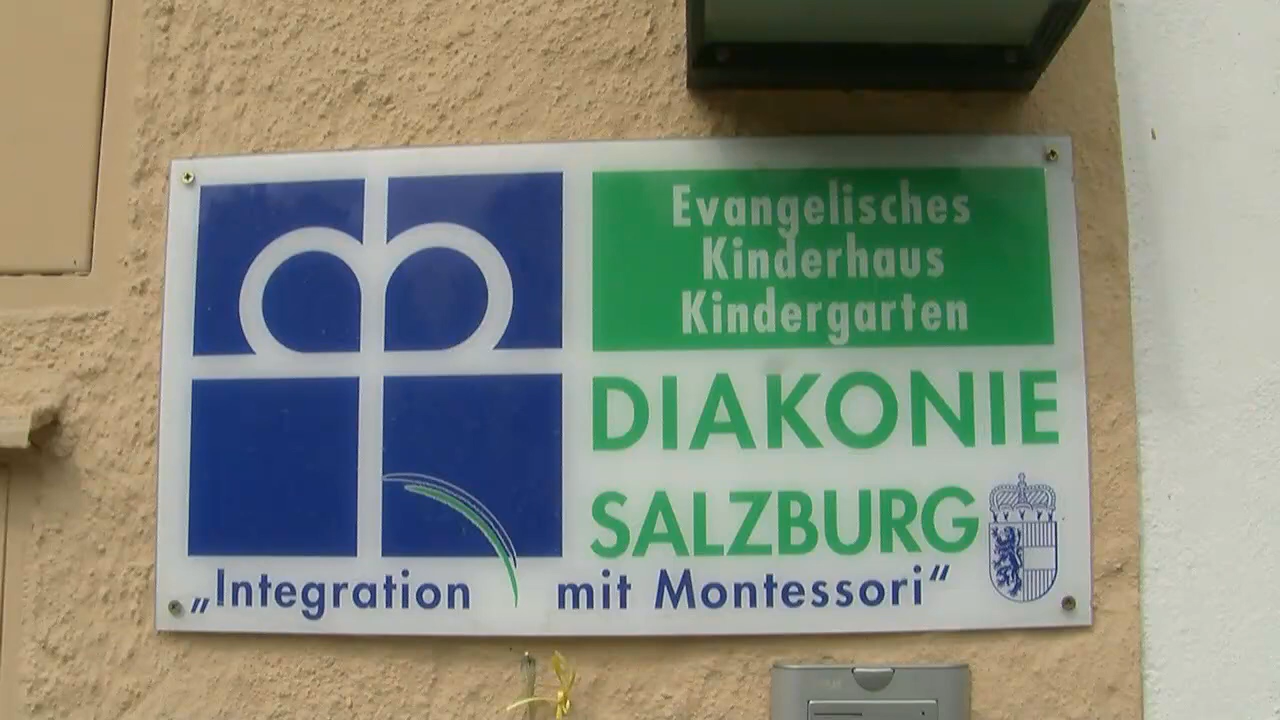 Evangelisches
Kinderhaus
Kindergarten
DIAKONIE
SALZBURG
„Integration mit Montessori“